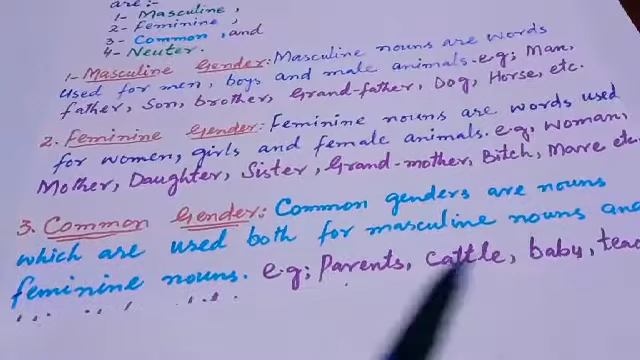 are :-
1- Masculine,
2- Feminine,
3- Common, and
4- Neuter.
1- Masculine Gender: Masculine nouns are words
used for men, boys and male animals. e.g; Man,
father, Son, brother, Grand-father, Dog, Horse, etc.
2. Feminine Gender: Feminine nouns are words used
for women, girls and female animals. e.g, Woman,
Mother, Daughter, Sister, Grand-mother, Bitch, Mare etc.
3. Common Gender: Common genders are nouns
which are used both for masculine nouns and
feminine nouns. e.g; Parents, Cattle, baby, teac